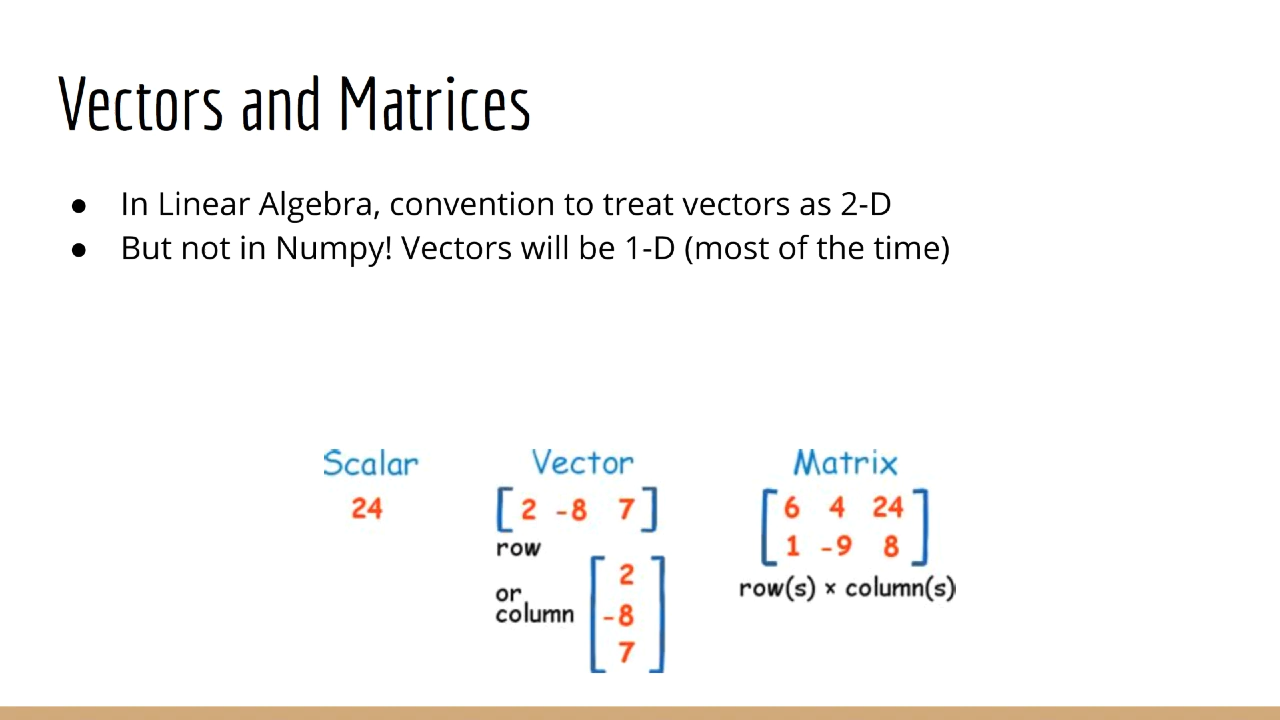 Vectors and Matrices
● In Linear Algebra, convention to treat vectors as 2-D
● But not in Numpy! Vectors will be 1-D (most of the time)
Scalar
24
Vector
[ 2 -8 7 ]
row
or
column
2
-8
7
Matrix
6 4 24
1 -9 8
row(s) × column(s)